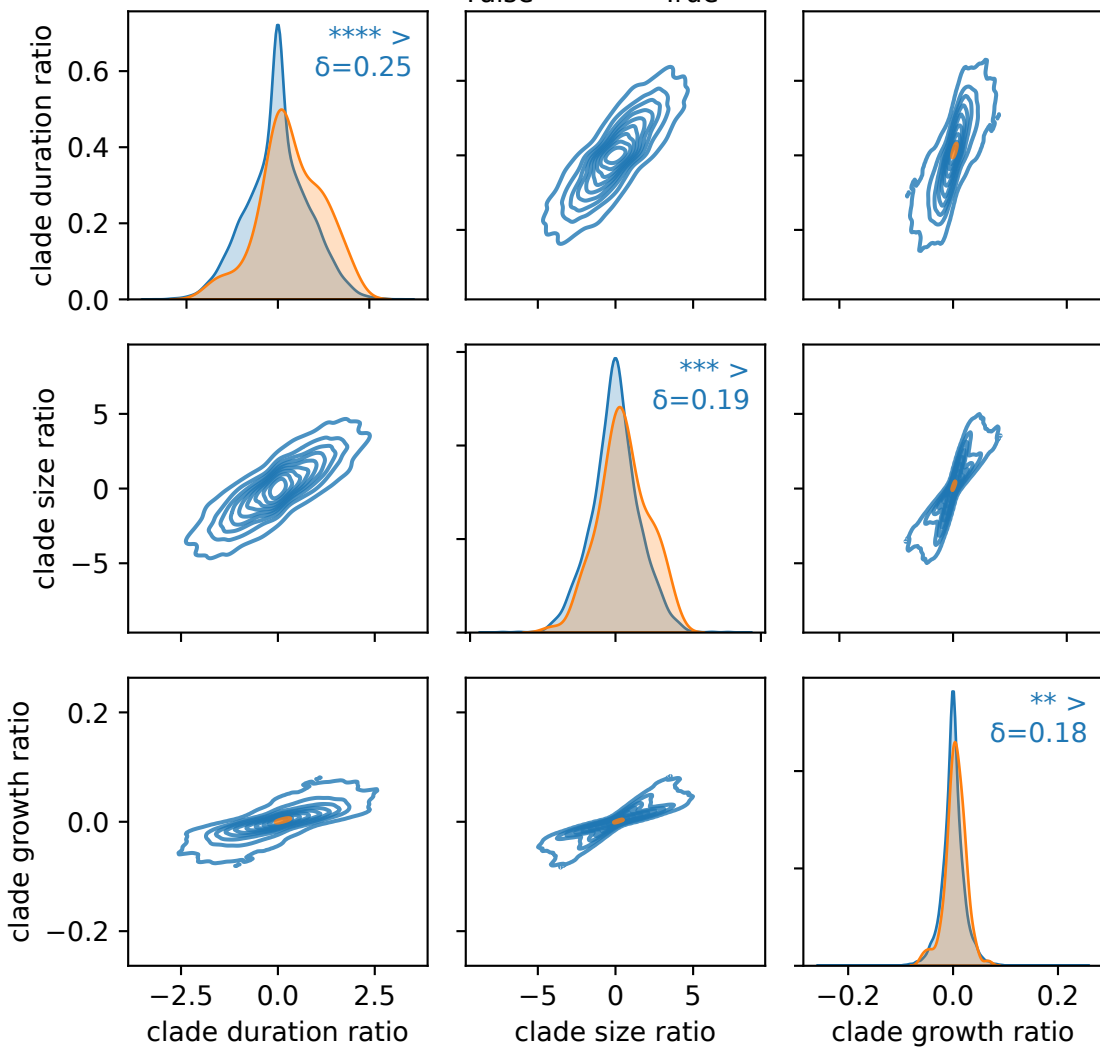 True
clade duration ratio
0.6
0.4
0.2
0.0
**** >
δ=0.25
clade size ratio
5
0
−5
*** >
δ=0.19
clade growth ratio
0.2
0.0
−0.2
** >
δ=0.18
−2.5 0.0 2.5
−5 0 5
−0.2 0.0 0.2
clade duration ratio
clade size ratio
clade growth ratio